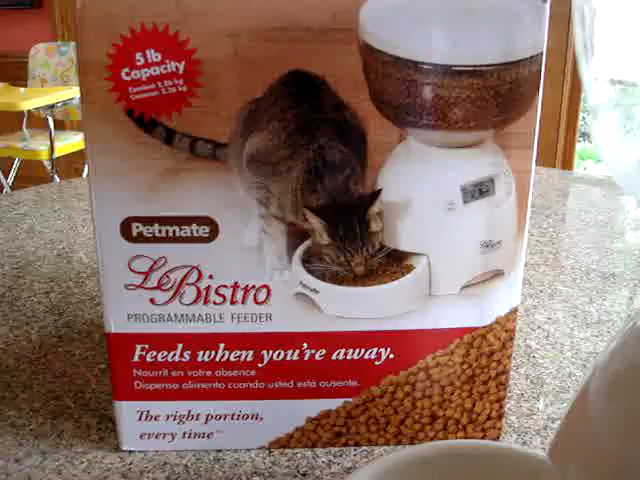 5 lb
Capacity
Petmate
Le Bistro
PROGRAMMABLE FEEDER
Petmate
Feeds when you're away.
Nourrit en votre absence
Dispensa alimento cuando usted está ausente.
The right portion,
every time™